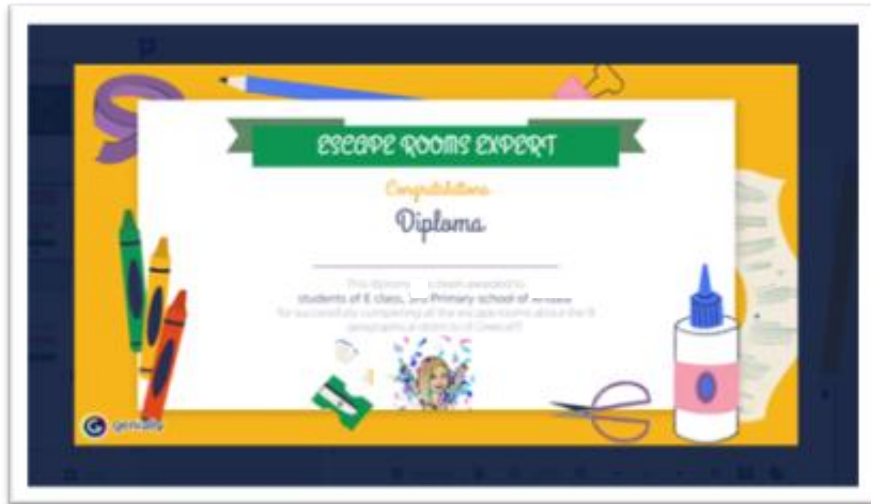 ESCAPE ROOMS EXPERT
Congratulations
Diploma
This diploma been awarded to
students of E class, Primary school of
for successfully completing all the escape rooms about the 9
geographical districts of Greece!!!
genially